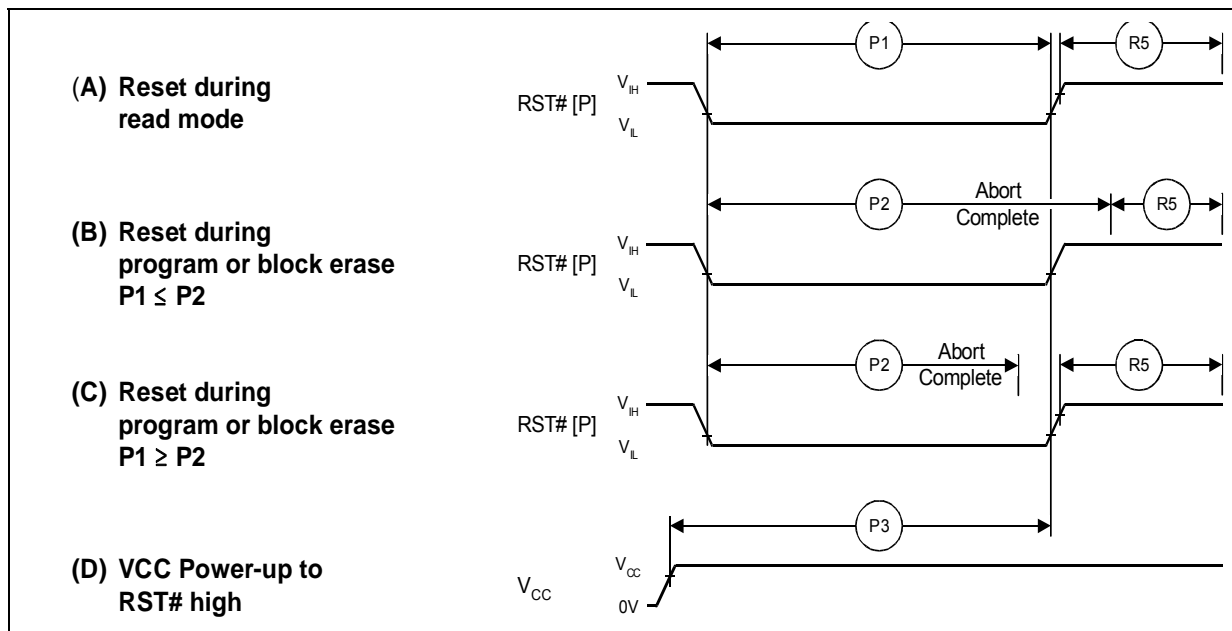 P1
R5
(A) Reset during
read mode
RST# [P]
VIH
VIL
P2
Abort
Complete
R5
(B) Reset during
program or block erase
P1 ≤ P2
RST# [P]
VIH
VIL
P2
Abort
Complete
R5
(C) Reset during
program or block erase
P1 ≥ P2
RST# [P]
VIH
VIL
P3
(D) VCC Power-up to
RST# high
VCC
VCC
0V